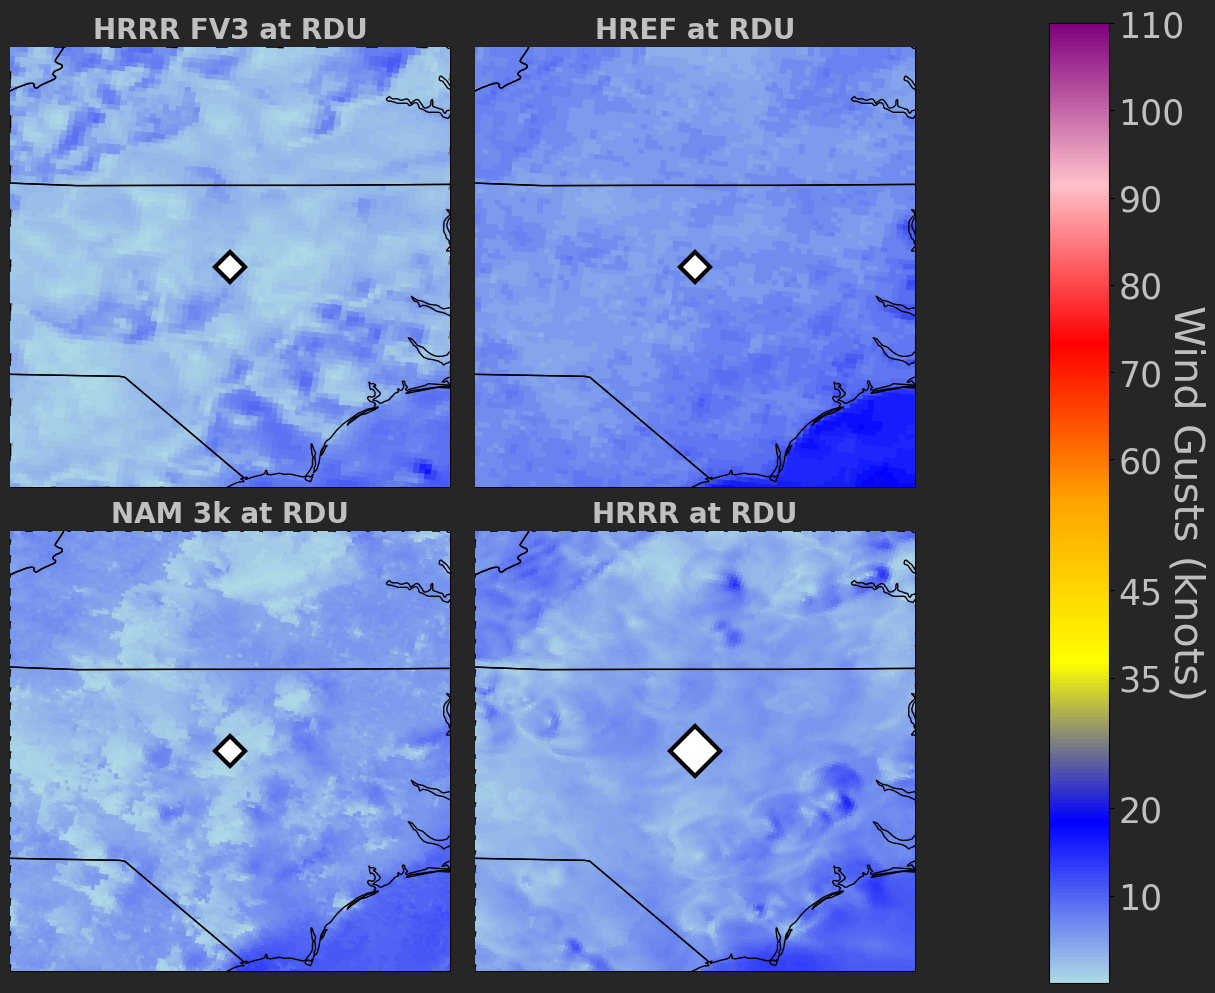 HRRR FV3 at RDU
HREF at RDU
NAM 3k at RDU
HRRR at RDU
110
100
90
80
70
60
45
35
20
10
Wind Gusts (knots)